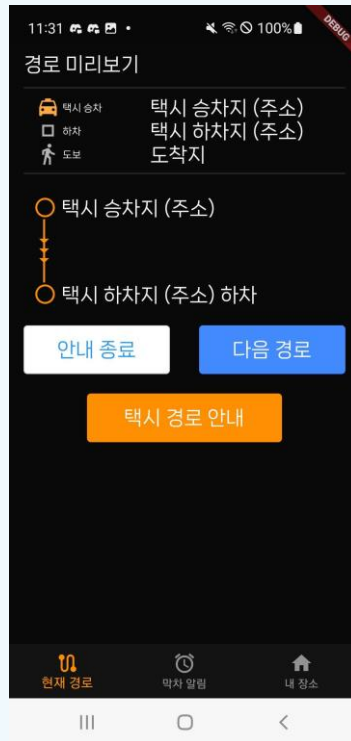 11:31 100%
DEBUG
경로 미리보기
택시 승차 택시 승차지 (주소)
하차 택시 하차지 (주소)
도보 도착지
택시 승차지 (주소)
택시 하차지 (주소) 하차
안내 종료 다음 경로
택시 경로 안내
현재 경로 막차 알림 내 장소